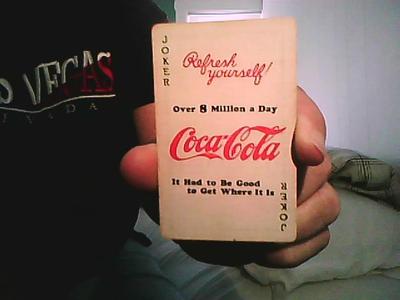 VEGAS
ADA
JOKER
Refresh
yourself!
Over 8 Million a Day
Coca-Cola
It Had to Be Good
to Get Where It Is
JOKER